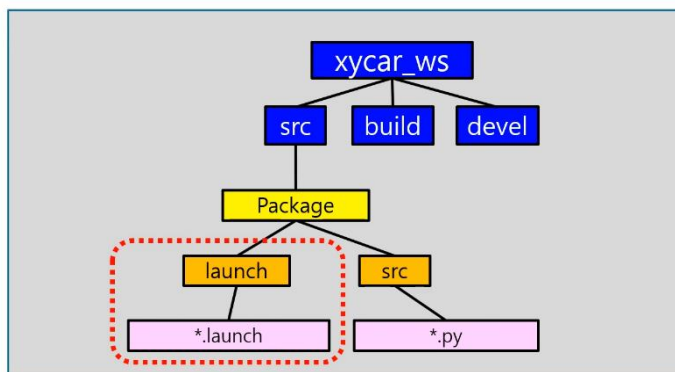 xycar_ws
src build devel
Package
launch src
*.launch *.py